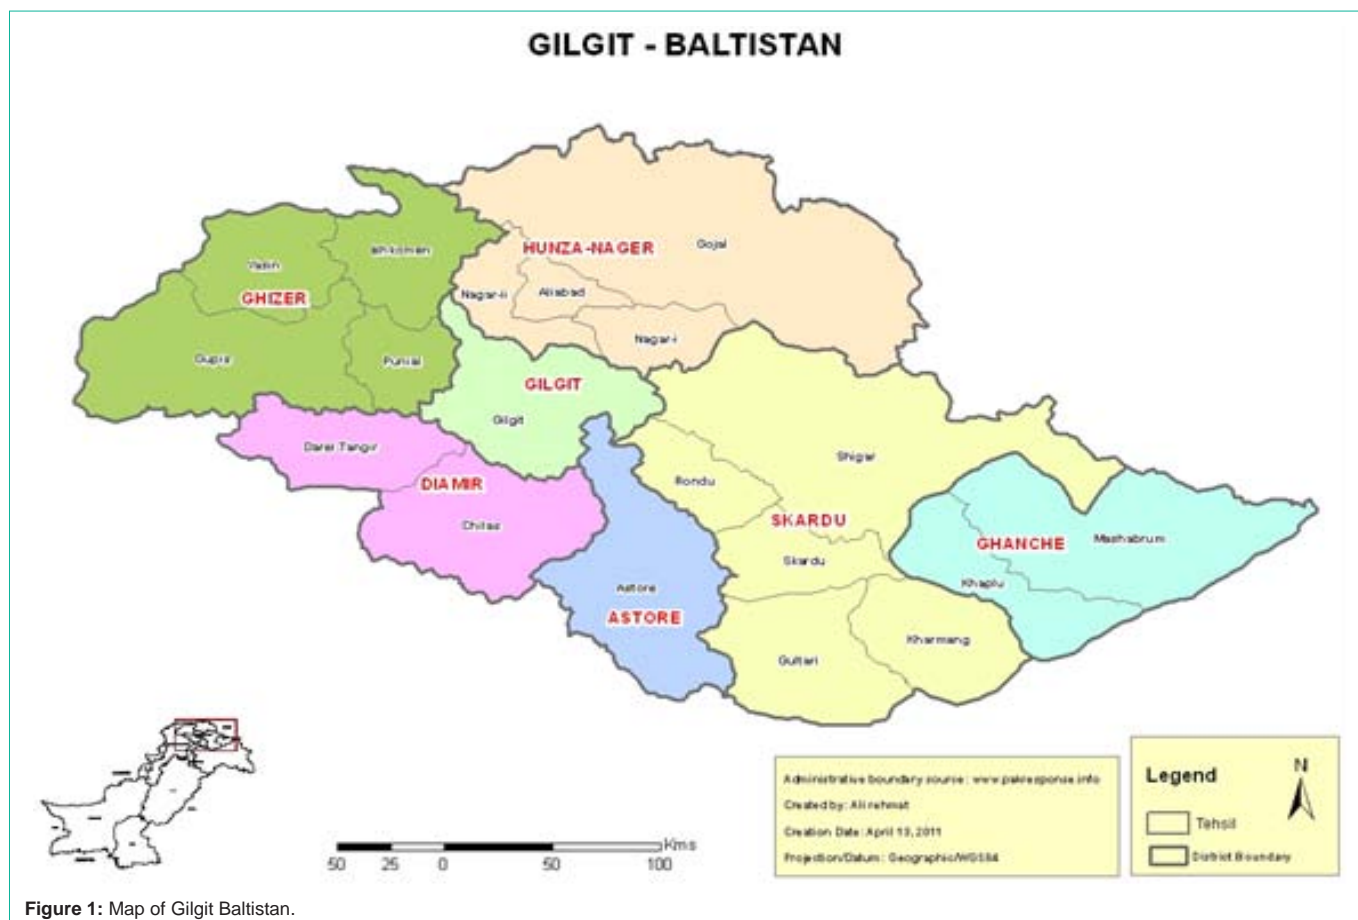 GILGIT - BALTISTAN
Ishkoman
HUNZA-NAGER
Gojal
Yasin
GHIZER
Nagar-ii
Aliabad
Nagar-i
Gupis
Punial
GILGIT
Gilgit
Darel Tangir
Shigar
DIAMIR
Rondu
Chilas
SKARDU
GHANCHE
Mashabrum
Skardu
Khaplu
Astore
ASTORE
Kharmang
Gultari
Administrative boundary source : www.pakresponse.info
Created by: Ali rehmat
Creation Date: April 13, 2011
Projection/Datum : Geographic/WGS84
Legend
N
Tehsil
District Boundary
Kms
50 25 0 50 100
Figure 1: Map of Gilgit Baltistan.